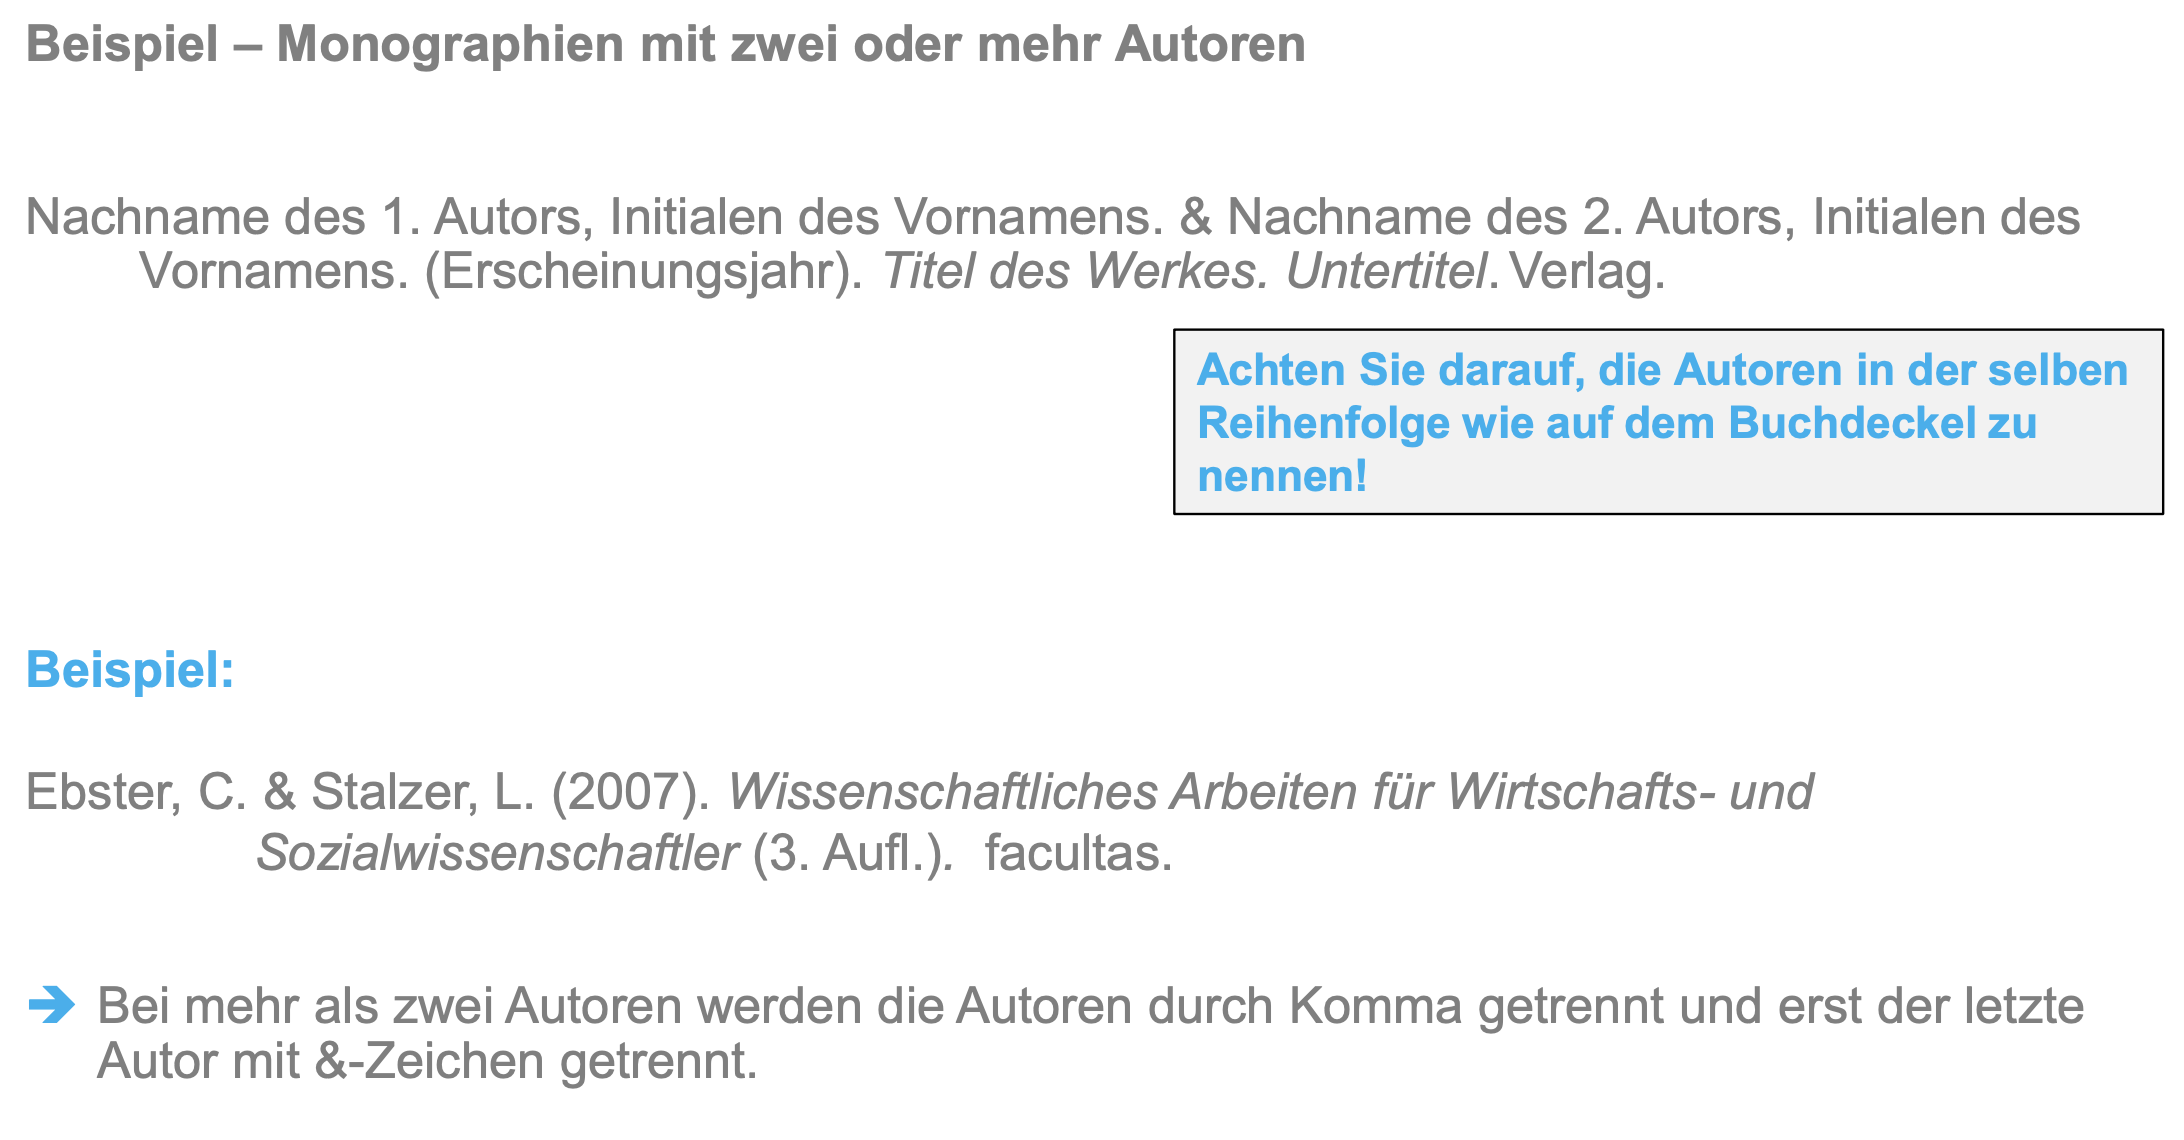 Beispiel – Monographien mit zwei oder mehr Autoren
Nachname des 1. Autors, Initialen des Vornamens. & Nachname des 2. Autors, Initialen des
Vornamens. (Erscheinungsjahr). Titel des Werkes. Untertitel. Verlag.
Achten Sie darauf, die Autoren in der selben
Reihenfolge wie auf dem Buchdeckel zu
nennen!
Beispiel:
Ebster, C. & Stalzer, L. (2007). Wissenschaftliches Arbeiten für Wirtschafts- und
Sozialwissenschaftler (3. Aufl.). facultas.
➔ Bei mehr als zwei Autoren werden die Autoren durch Komma getrennt und erst der letzte
Autor mit &-Zeichen getrennt.